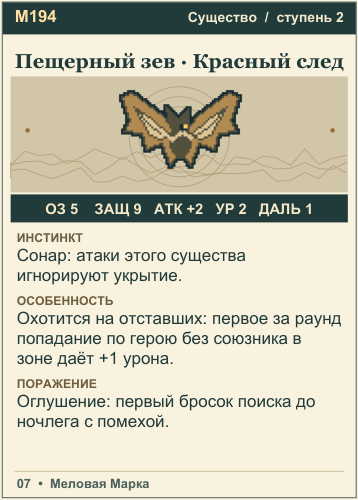 M194
Существо / ступень 2
Пещерный зев · Красный след
ОЗ 5 ЗАЩ 9 АТК +2 УР 2 ДАЛЬ 1
ИНСТИНКТ
Сонар: атаки этого существа
игнорируют укрытие.
ОСОБЕННОСТЬ
Охотится на отставших: первое за раунд
попадание по герою без союзника в
зоне даёт +1 урона.
ПОРАЖЕНИЕ
Оглушение: первый бросок поиска до
ночлега с помехой.
07 • Меловая Марка